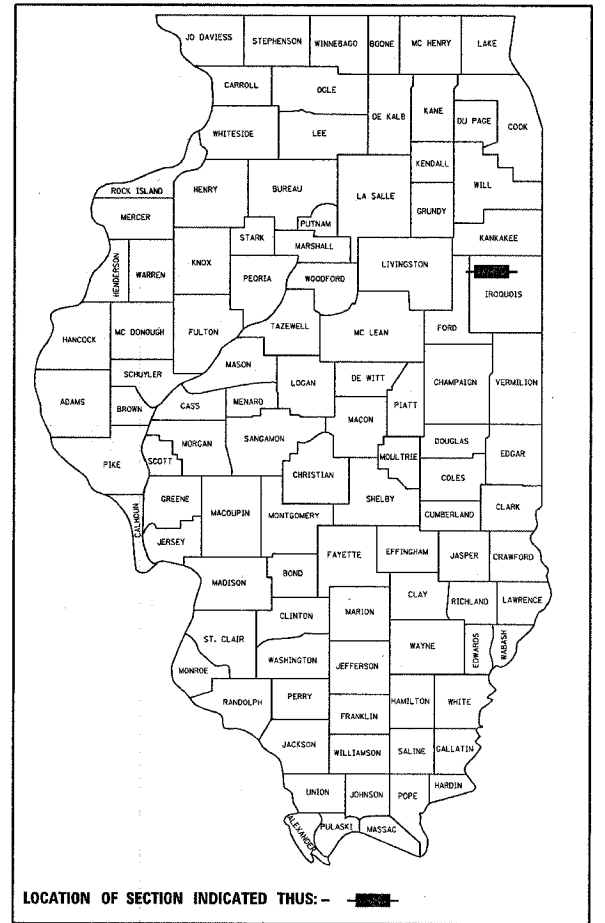 JO DAVIESS
STEPHENSON
WINNEBAGO
BOONE
MC HENRY
LAKE
CARROLL
OGLE
DE KALB
KANE
DU PAGE
COOK
WHITESIDE
LEE
KENDALL
WILL
ROCK ISLAND
HENRY
BUREAU
LA SALLE
GRUNDY
MERCER
PUTNAM
STARK
MARSHALL
KANKAKEE
HENDERSON
WARREN
KNOX
PEORIA
WOODFORD
LIVINGSTON
IROQUOIS
HANCOCK
MC DONOUGH
FULTON
TAZEWELL
MC LEAN
FORD
SCHUYLER
MASON
LOGAN
DE WITT
CHAMPAIGN
VERMILION
ADAMS
BROWN
CASS
MENARD
PIATT
MACON
PIKE
SCOTT
MORGAN
SANGAMON
CHRISTIAN
MOULTRIE
DOUGLAS
EDGAR
COLES
GREENE
MACOUPIN
MONTGOMERY
SHELBY
CUMBERLAND
CLARK
CALHOUN
JERSEY
FAYETTE
EFFINGHAM
JASPER
CRAWFORD
MADISON
BOND
CLAY
RICHLAND
LAWRENCE
CLINTON
MARION
ST. CLAIR
WAYNE
EDWARDS
WABASH
MONROE
WASHINGTON
JEFFERSON
RANDOLPH
PERRY
HAMILTON
WHITE
FRANKLIN
JACKSON
WILLIAMSON
SALINE
GALLATIN
UNION
JOHNSON
POPE
HARDIN
ALEXANDER
PULASKI
MASSAC
LOCATION OF SECTION INDICATED THUS: -